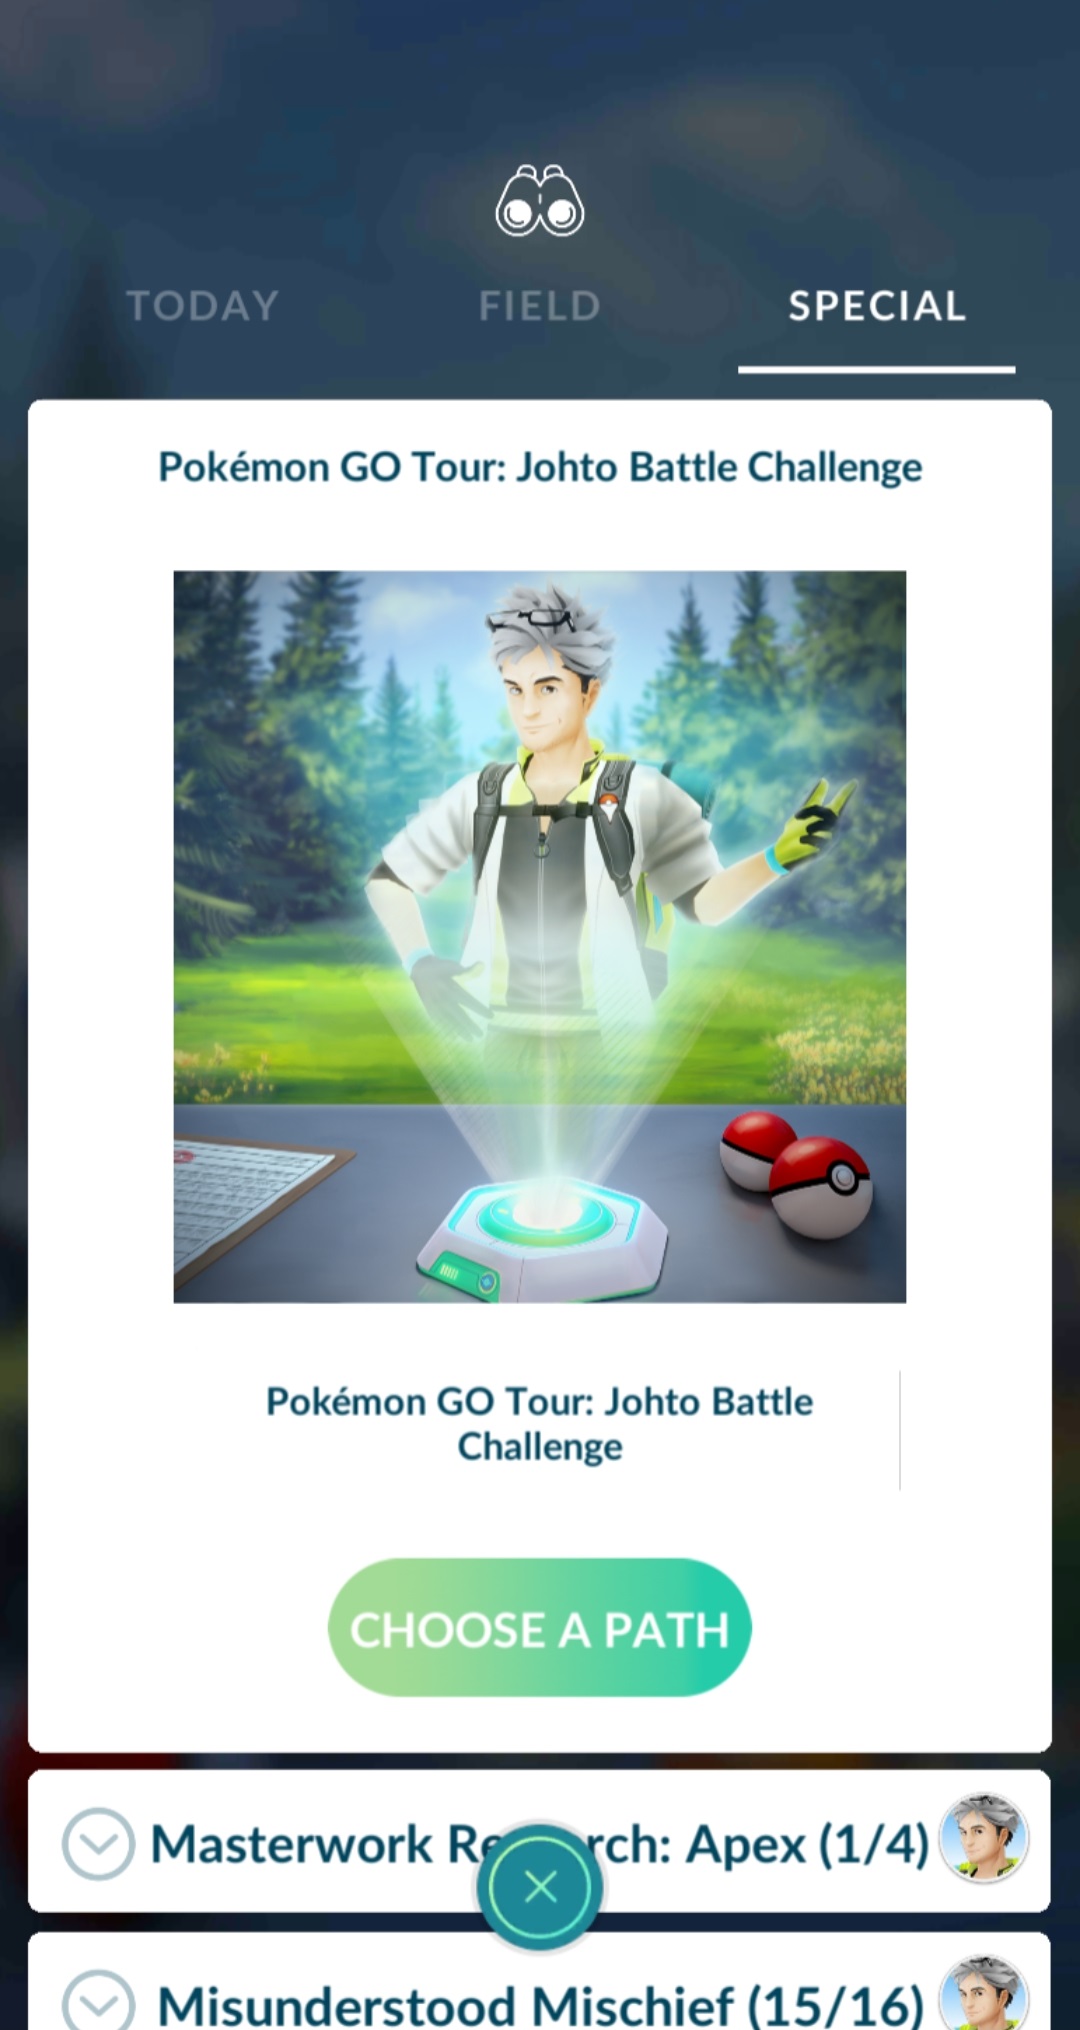 TODAY
FIELD
SPECIAL
Pokémon GO Tour: Johto Battle Challenge
Pokémon GO Tour: Johto Battle
Challenge
CHOOSE A PATH
Masterwork Re rch: Apex (1/4)
Misunderstood Mischief (15/16)